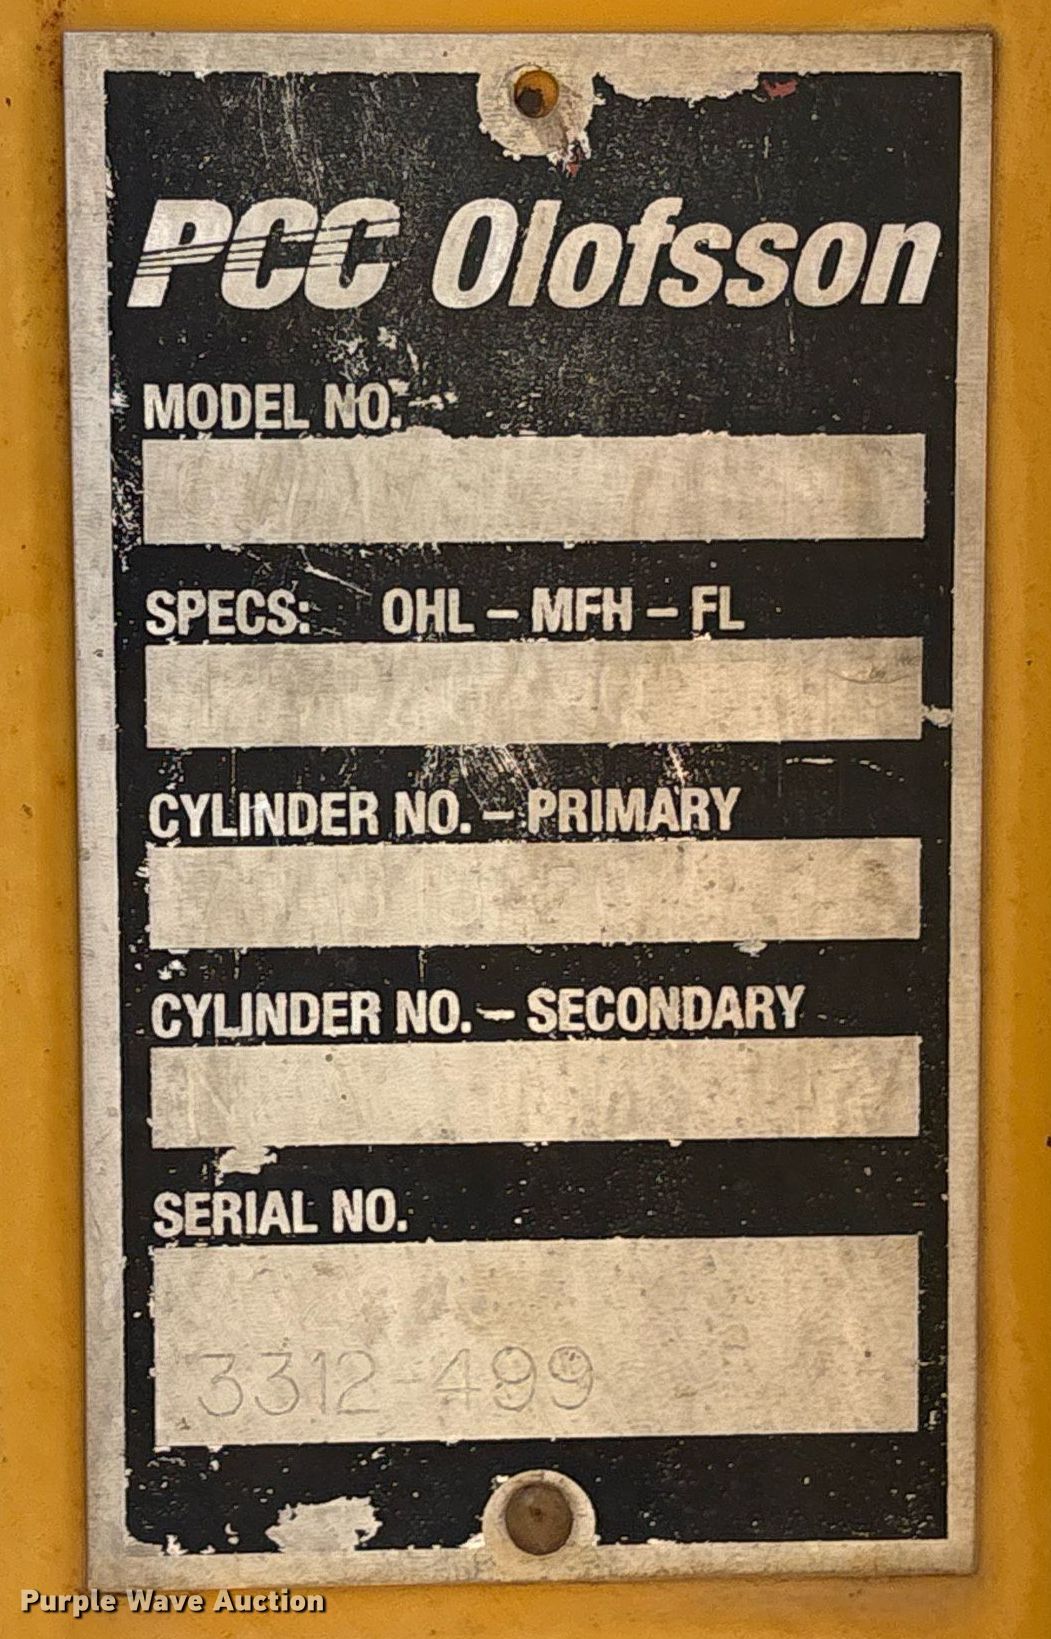 PCC Olofsson
MODEL NO.
SPECS: OHL – MFH – FL
CYLINDER NO. – PRIMARY
CYLINDER NO. – SECONDARY
SERIAL NO.
3312-499
Purple Wave Auction